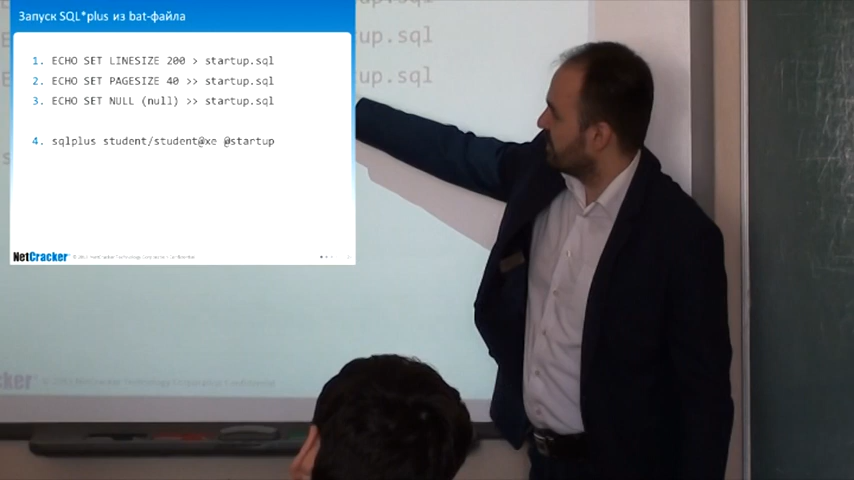 Запуск SQL*plus из bat-файла
1. ECHO SET LINESIZE 200 > startup.sql
2. ECHO SET PAGESIZE 40 >> startup.sql
3. ECHO SET NULL (null) >> startup.sql
4. sqlplus student/student@xe @startup
NetCracker
up.sql
up.sql
cker